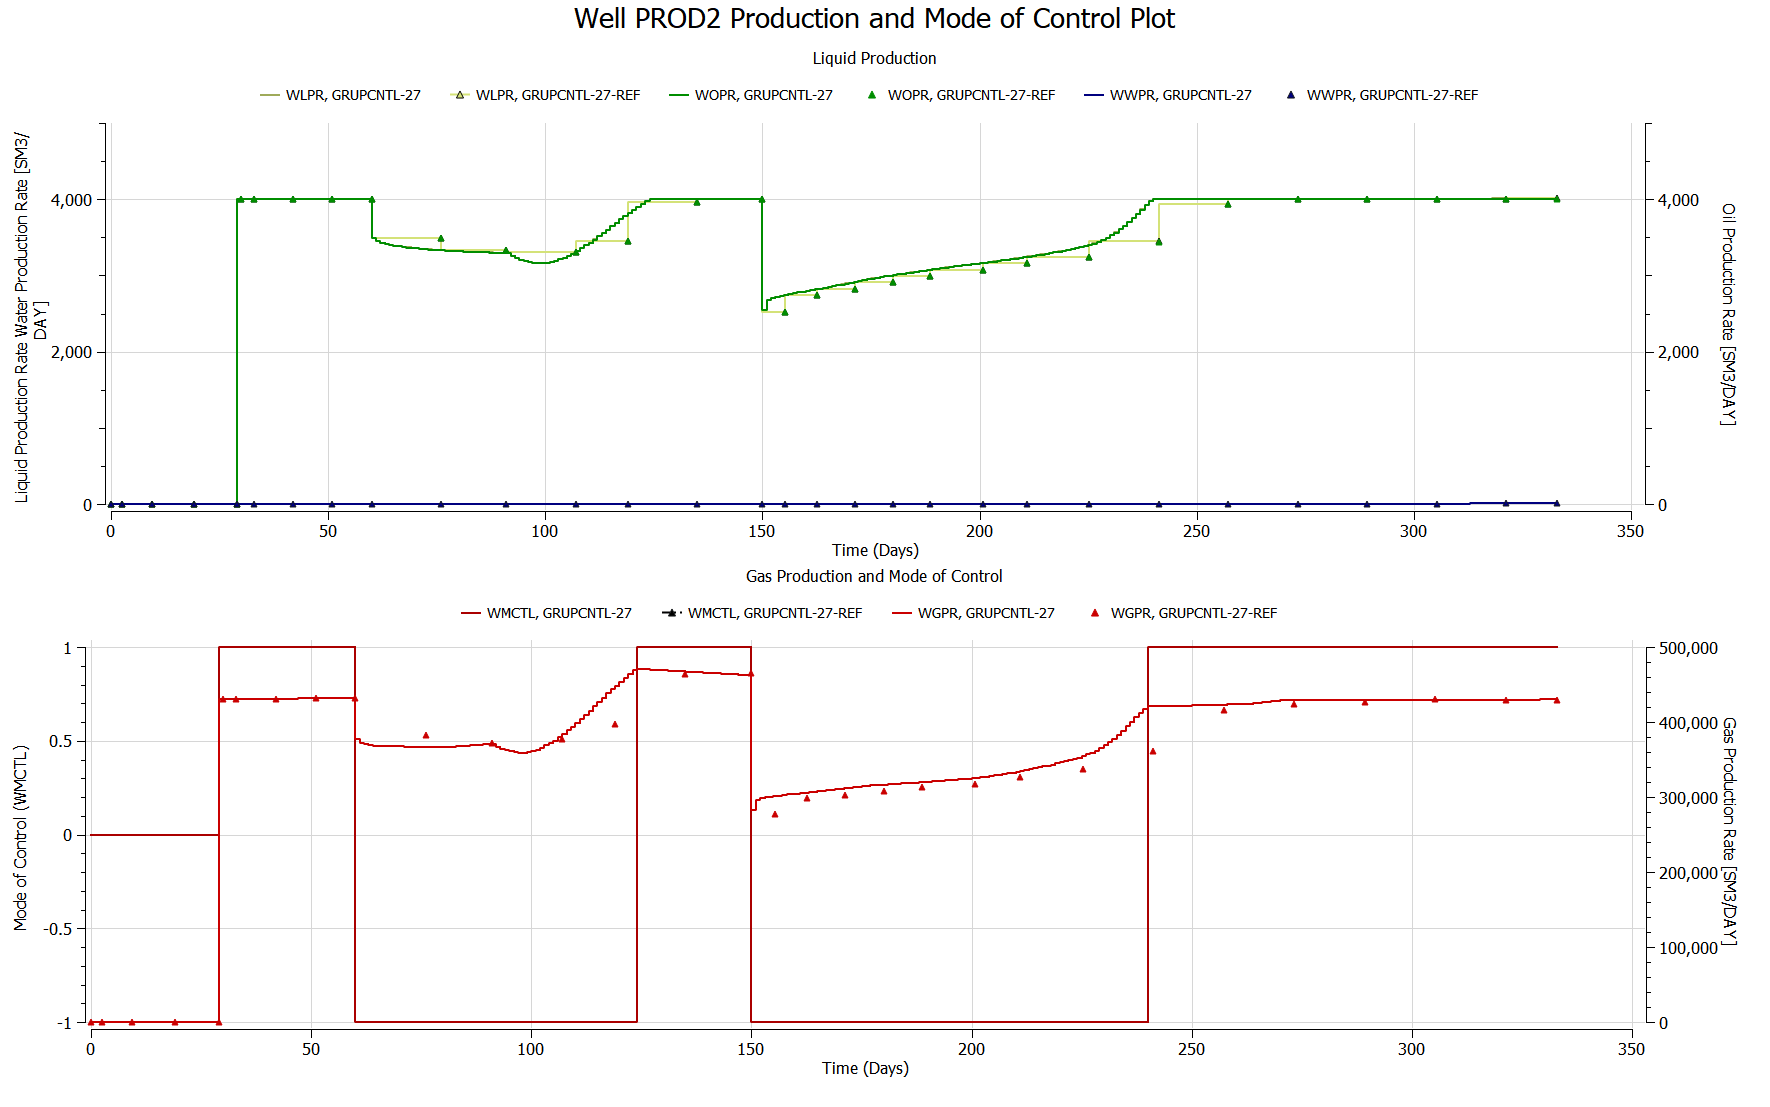 Well PROD2 Production and Mode of Control Plot
Liquid Production
WLPR, GRUPCNTL-27 WLPR, GRUPCNTL-27-REF WOPR, GRUPCNTL-27 WOPR, GRUPCNTL-27-REF WWPR, GRUPCNTL-27 WWPR, GRUPCNTL-27-REF
Liquid Production Rate Water Production Rate [SM3/
DAY]
4,000
2,000
0
4,000
2,000
0
Oil Production Rate [SM3/DAY]
0 50 100 150 200 250 300 350
Time (Days)
Gas Production and Mode of Control
WMCTL, GRUPCNTL-27 WMCTL, GRUPCNTL-27-REF WGPR, GRUPCNTL-27 WGPR, GRUPCNTL-27-REF
Mode of Control (WMCTL)
1
0.5
0
-0.5
-1
500,000
400,000
300,000
200,000
100,000
0
Gas Production Rate [SM3/DAY]
0 50 100 150 200 250 300 350
Time (Days)